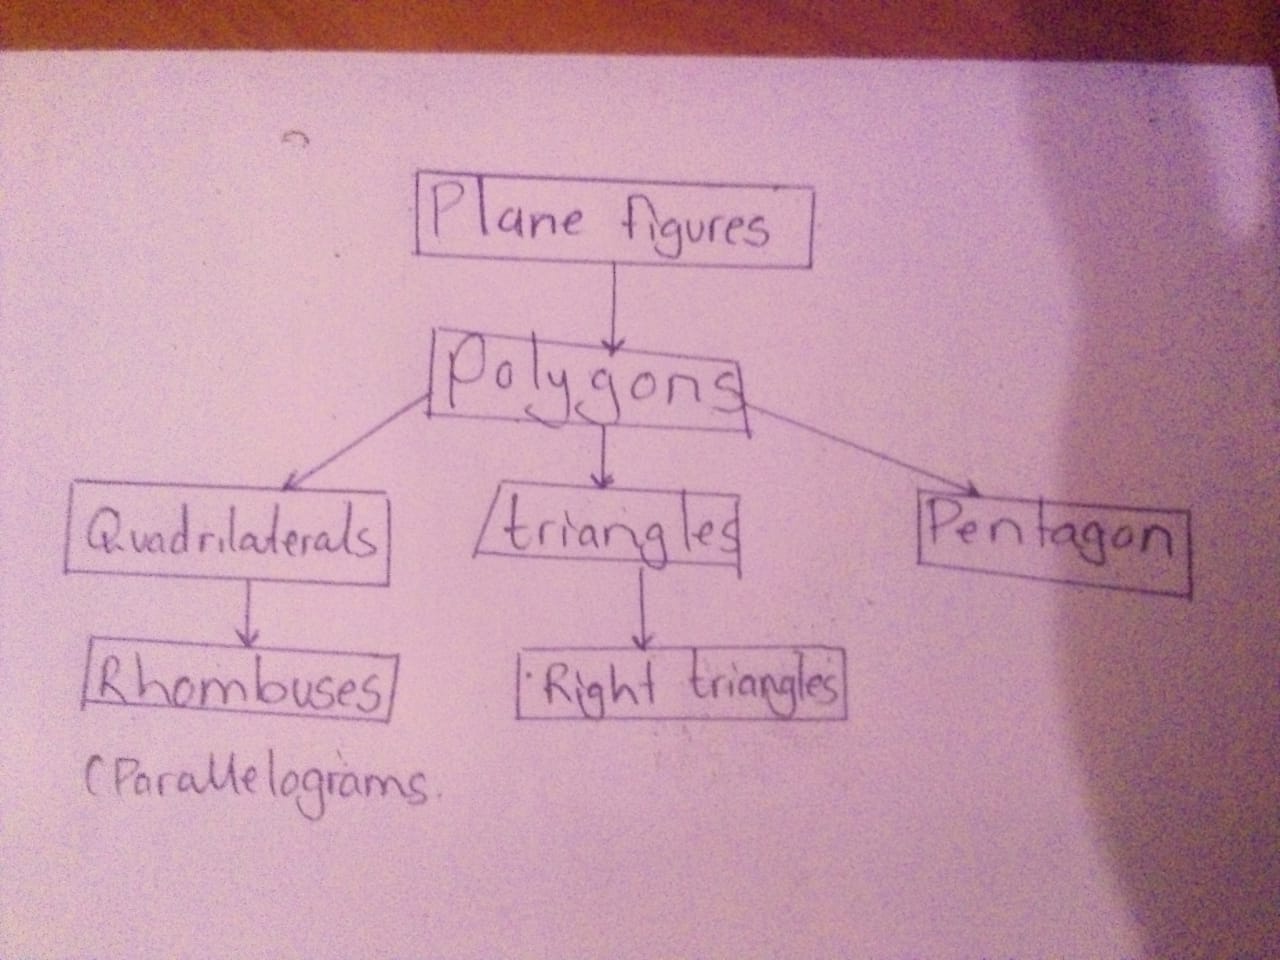 Plane figures
Polygons
Quadrilaterals
triangles
Pentagon
Rhombuses
Right triangles
(Parallelograms.